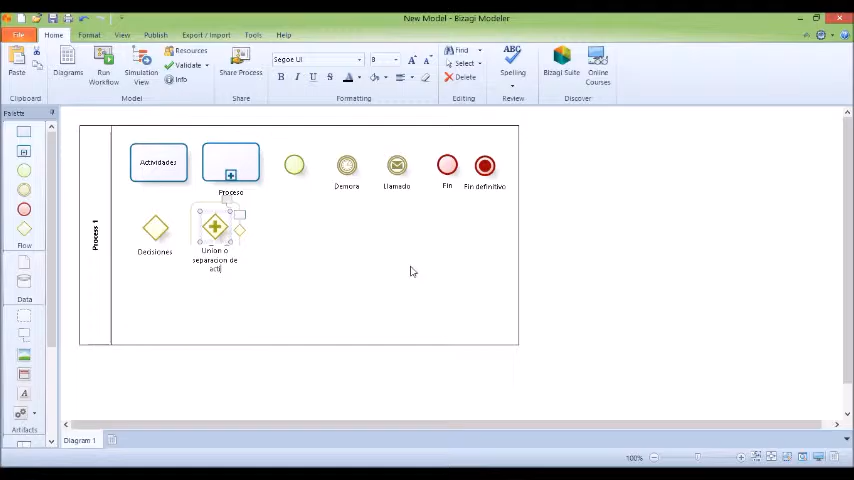 New Model - Bizagi Modeler
File Home Format View Publish Export / Import Tools Help
Paste
Clipboard
Diagrams
Run Workflow
Simulation View
Resources
Validate
Info
Model
Share Process
Share
Segoe UI 8
B I U S A
Formatting
Find
Select
Delete
Editing
ABC
Spelling
Review
Bizagi Suite
Online Courses
Discover
Palette
Flow
Data
A
Artifacts
Process 1
Actividades
Proceso
Demora
Llamado
Fin
Fin definitivo
Decisiones
Union o
separacion de
acti
Diagram 1
100%